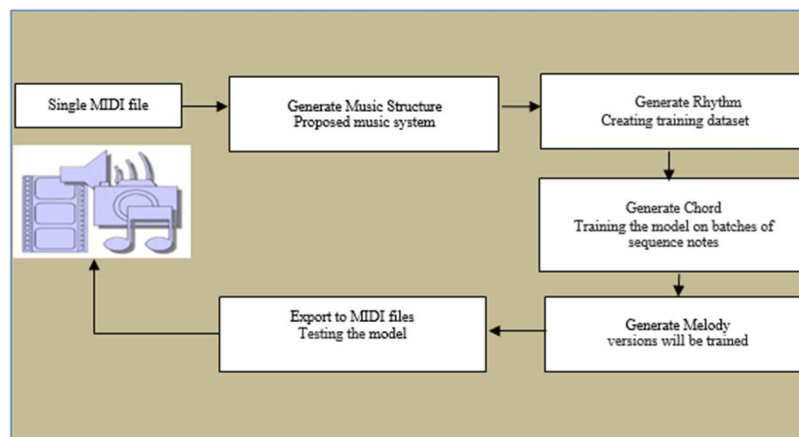 Single MIDI file
Generate Music Structure
Proposed music system
Generate Rhythm
Creating training dataset
Generate Chord
Training the model on batches of
sequence notes
Generate Melody
versions will be trained
Export to MIDI files
Testing the model